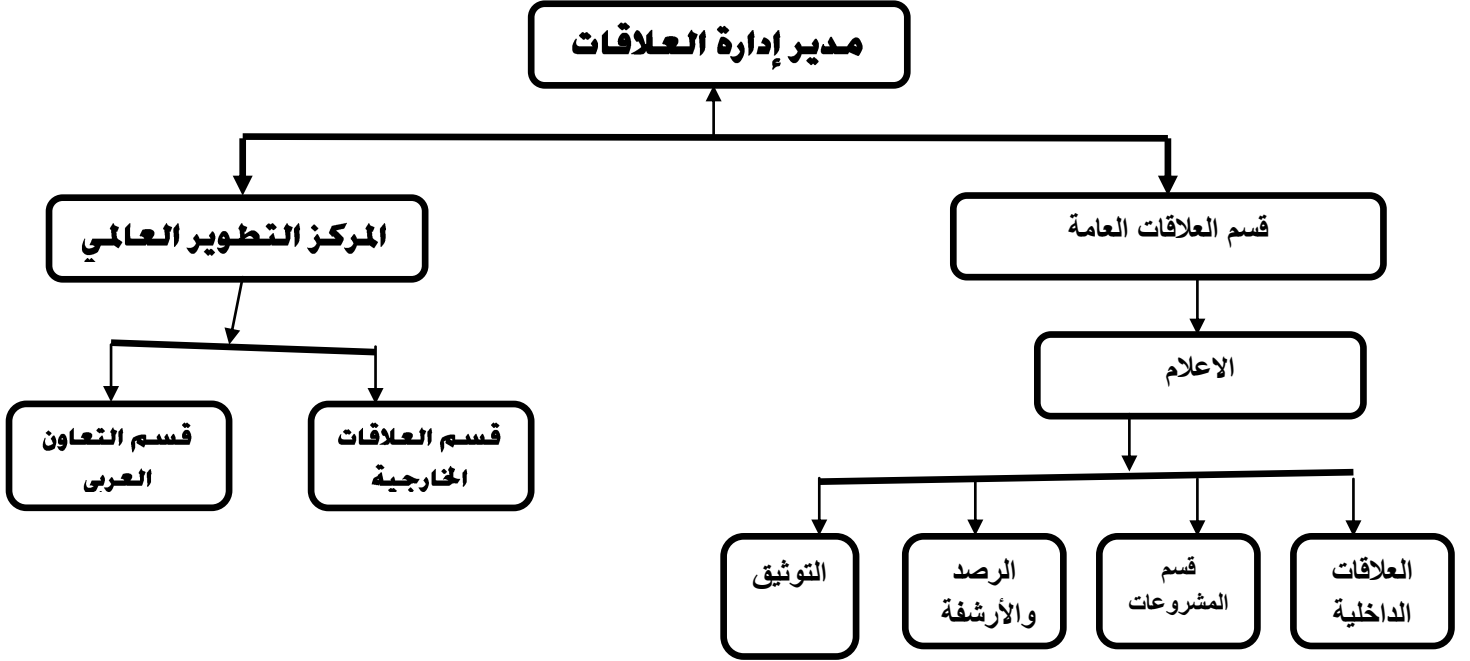 مدير إدارة العلاقات
قسم العلاقات العامة
المركز التطوير العالمي
الاعلام
قسم العلاقات
الخارجية
قسم التعاون
العربى
العلاقات
الداخلية
قسم
المشروعات
الرصد
والأرشفة
التوثيق